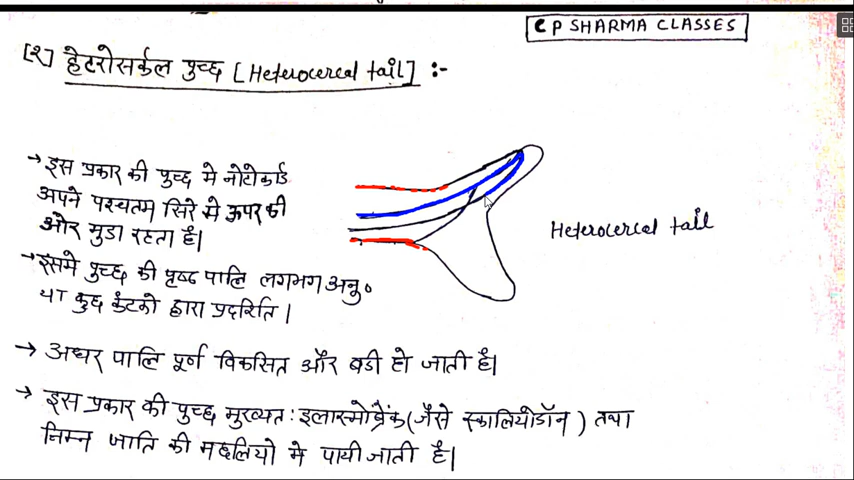 CP SHARMA CLASSES
[२] हेटरोसर्कल पुच्छ [Heterocercal tail] :-
→ इस प्रकार की पुच्छ मे नोटोकार्ड
अपने पश्चतम सिरे मे ऊपर की
ओर मुडा रहता है।
→ इसमे पुच्छ की पृष्ठ पालि लगभग अनु०
या कुछ कंटको द्वारा प्रदर्शित।
Heterocercal tail
→ अधर पालि पूर्ण विकसित और बडी हो जाती है।
→ इस प्रकार की पुच्छ मुख्यत: इलास्मोब्रैंक (जैसे स्कोलियोडॉन) तथा
निम्न जाति की मछलियो मे पायी जाती है।